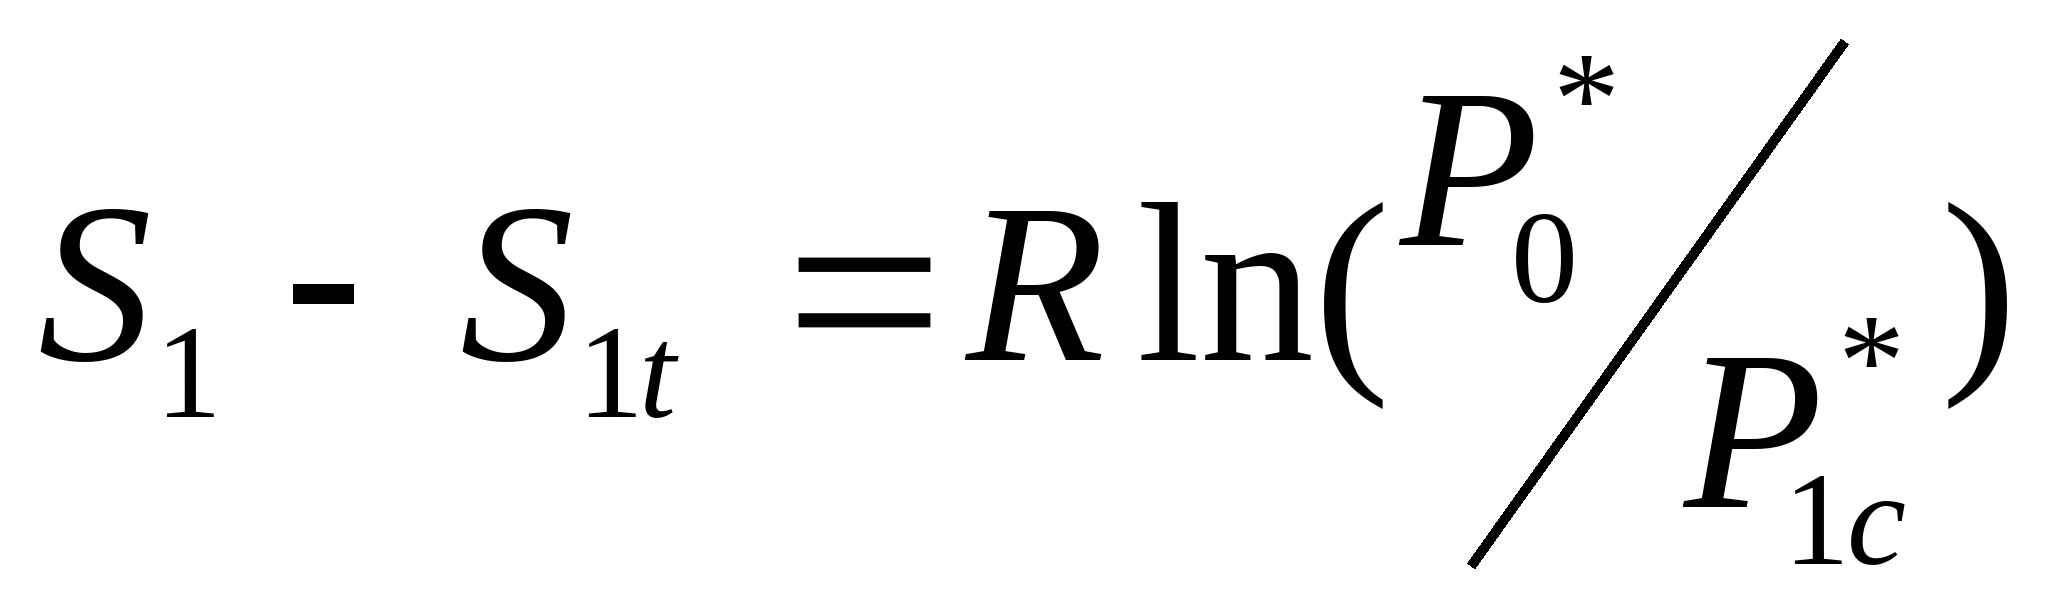 S₁ - S₁ₜ = R ln(P₀*/P₁c*)